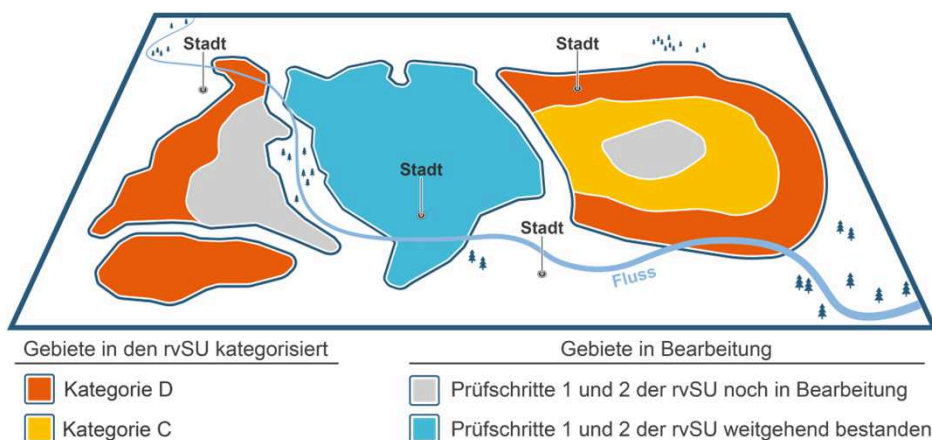 Stadt
Stadt
Stadt
Stadt
Fluss
Gebiete in den rvSU kategorisiert
Kategorie D
Kategorie C
Gebiete in Bearbeitung
Prüfschritte 1 und 2 der rvSU noch in Bearbeitung
Prüfschritte 1 und 2 der rvSU weitgehend bestanden